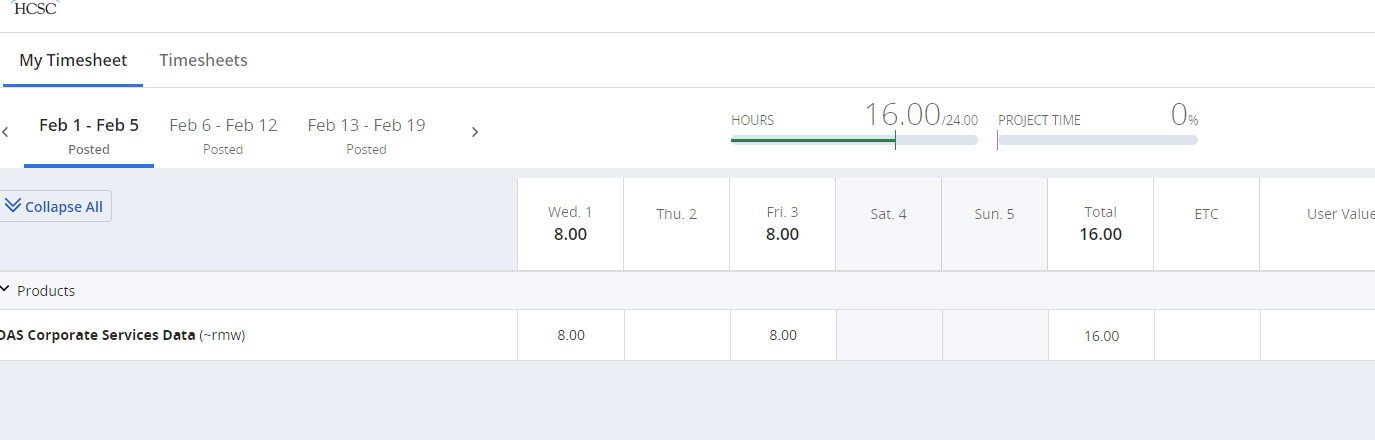 HCSC
My Timesheet Timesheets
Feb 1 - Feb 5 Feb 6 - Feb 12 Feb 13 - Feb 19
Posted Posted Posted
HOURS 16.00/24.00 PROJECT TIME 0%
Collapse All
Wed. 1 Thu. 2 Fri. 3 Sat. 4 Sun. 5 Total ETC User Value
8.00 8.00 16.00
Products
DAS Corporate Services Data (~rmw) 8.00 8.00 16.00